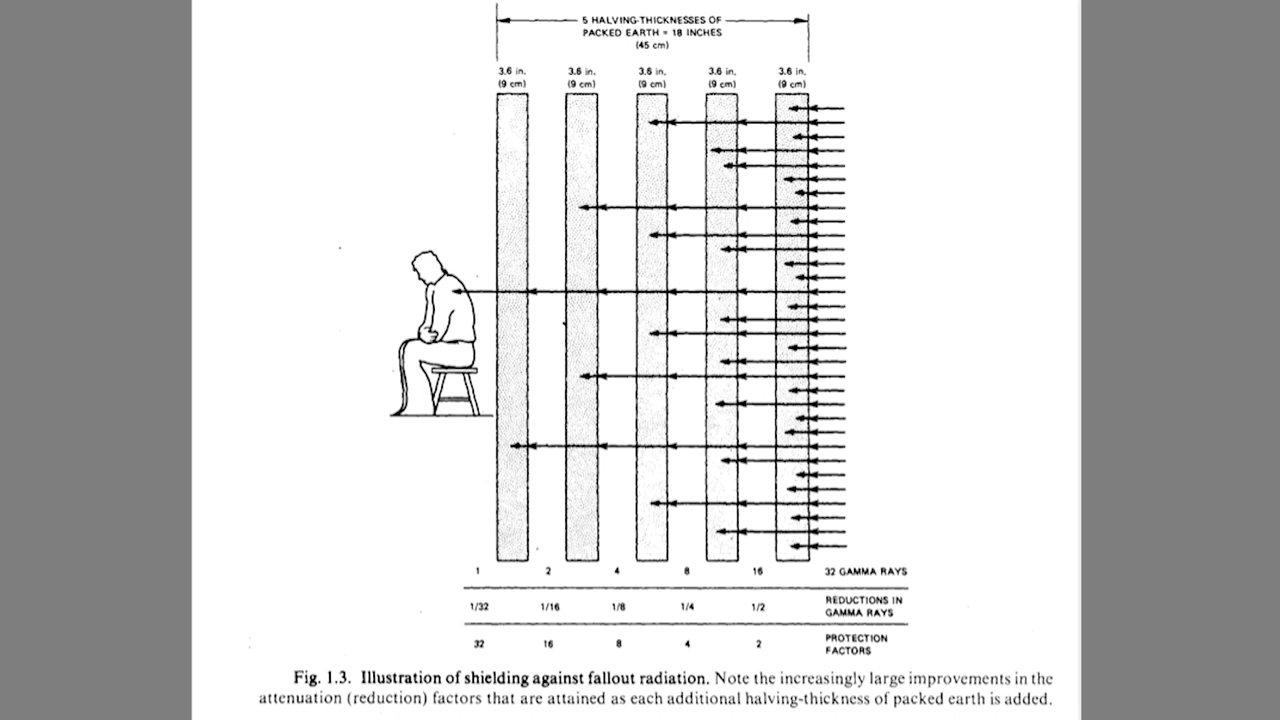 5 HALVING-THICKNESSES OF
PACKED EARTH = 18 INCHES
(45 cm)
3.6 in. 3.6 in. 3.6 in. 3.6 in. 3.6 in.
(9 cm) (9 cm) (9 cm) (9 cm) (9 cm)
1 2 4 8 16 32 GAMMA RAYS
1/32 1/16 1/8 1/4 1/2 REDUCTIONS IN
GAMMA RAYS
32 16 8 4 2 PROTECTION
FACTORS
Fig. 1.3. Illustration of shielding against fallout radiation. Note the increasingly large improvements in the
attenuation (reduction) factors that are attained as each additional halving-thickness of packed earth is added.